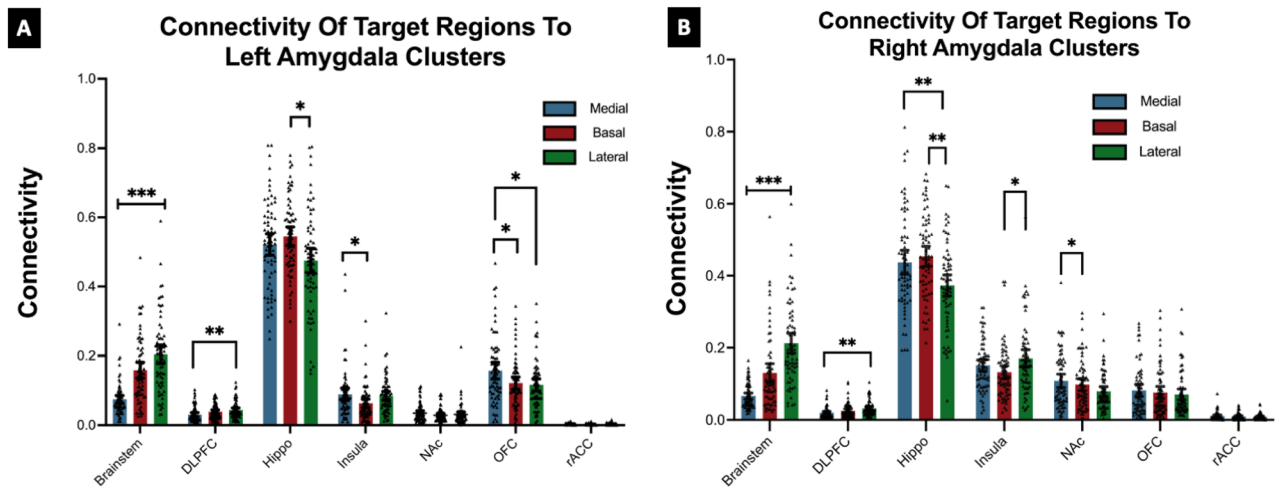 A
Connectivity Of Target Regions To
Left Amygdala Clusters
Connectivity
1.0
0.8
0.6
0.4
0.2
0.0
Medial
Basal
Lateral
***
**
*
*
*
*
Brainstem
DLPFC
Hippo
Insula
NAc
OFC
rACC
B
Connectivity Of Target Regions To
Right Amygdala Clusters
Connectivity
1.0
0.8
0.6
0.4
0.2
0.0
Medial
Basal
Lateral
***
**
**
**
*
*
Brainstem
DLPFC
Hippo
Insula
NAc
OFC
rACC